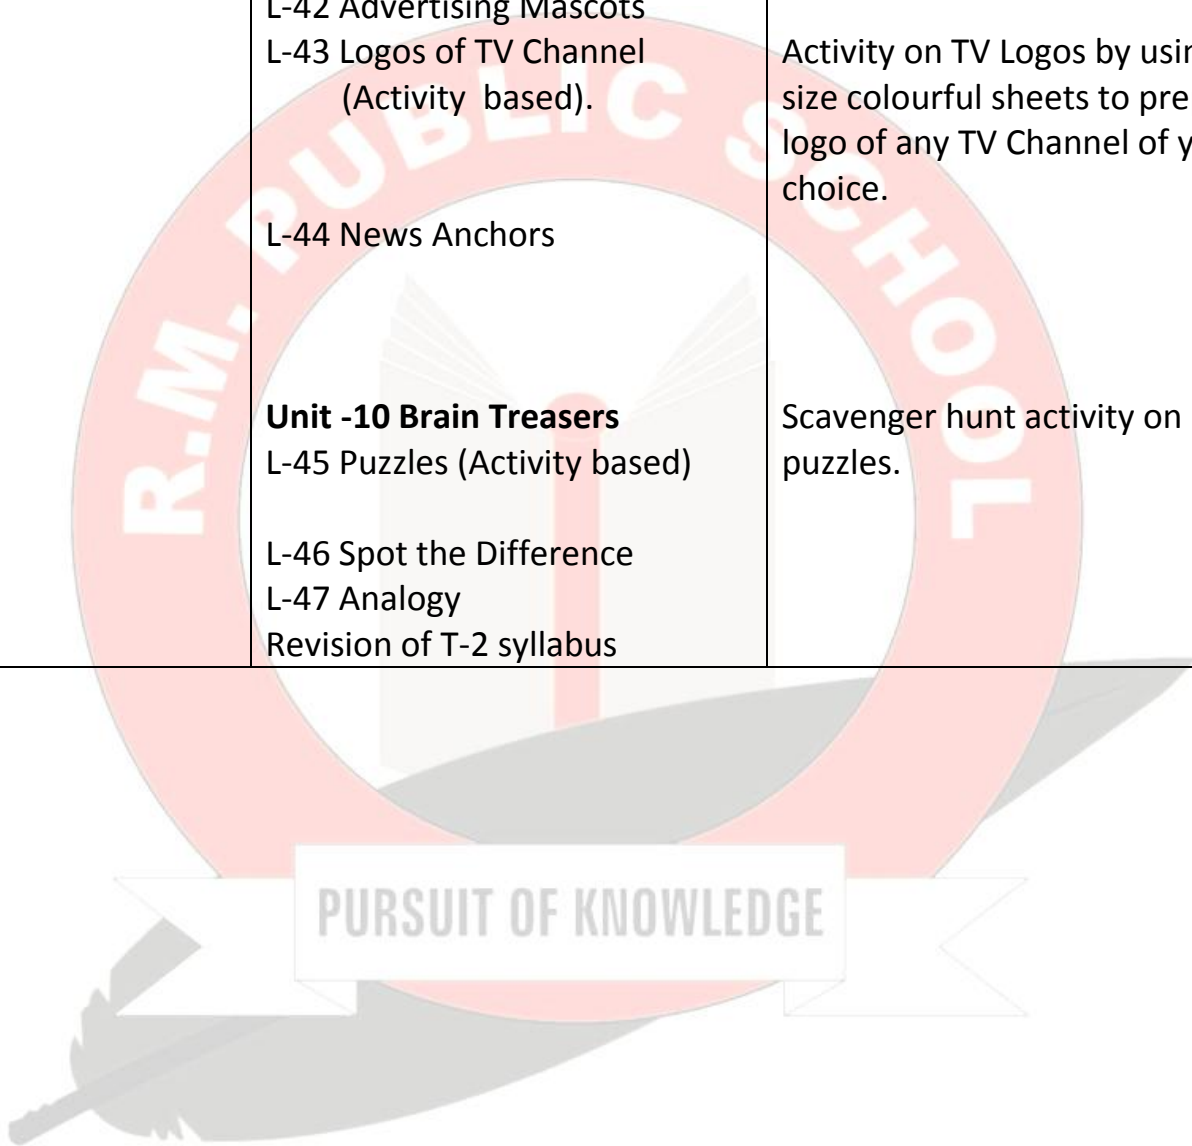 L-42 Advertising Mascots
L-43 Logos of TV Channel
(Activity based).
L-44 News Anchors
Unit -10 Brain Treasers
L-45 Puzzles (Activity based)
L-46 Spot the Difference
L-47 Analogy
Revision of T-2 syllabus
Activity on TV Logos by
size colourful sheets to
logo of any TV Channel of
choice.
Scavenger hunt activity on
puzzles.
R.M. PUBLIC SCHOOL
PURSUIT OF KNOWLEDGE